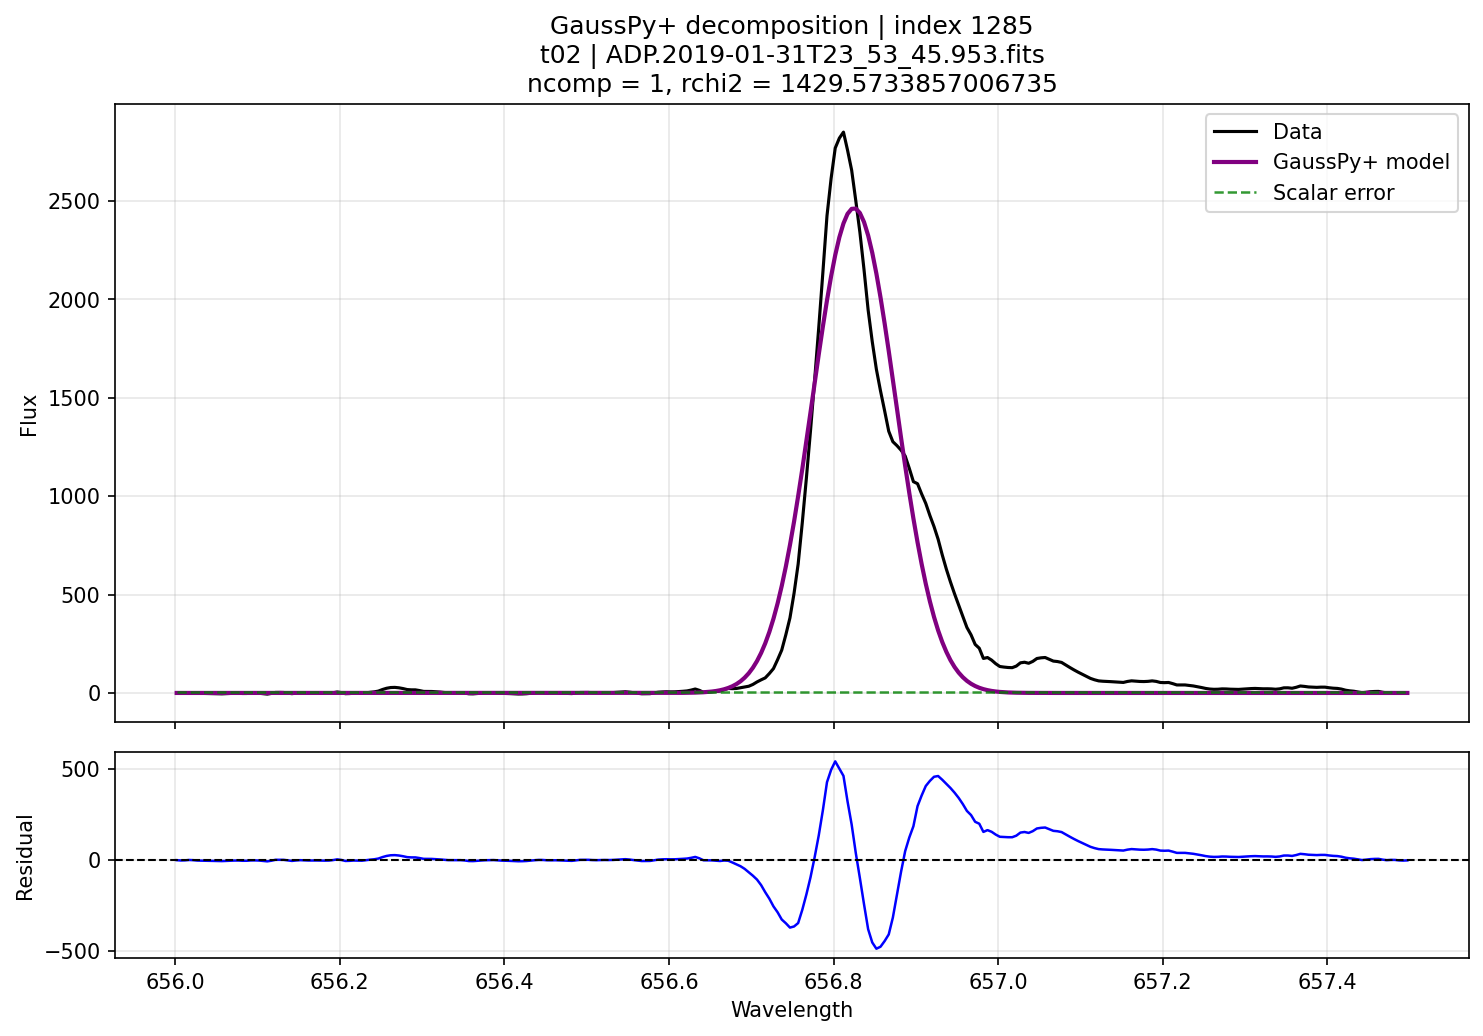 GaussPy+ decomposition | index 1285
t02 | ADP.2019-01-31T23_53_45.953.fits
ncomp = 1, rchi2 = 1429.5733857006735
Data
GaussPy+ model
Scalar error
Flux
2500
2000
1500
1000
500
0
Residual
500
0
−500
656.0 656.2 656.4 656.6 656.8 657.0 657.2 657.4
Wavelength